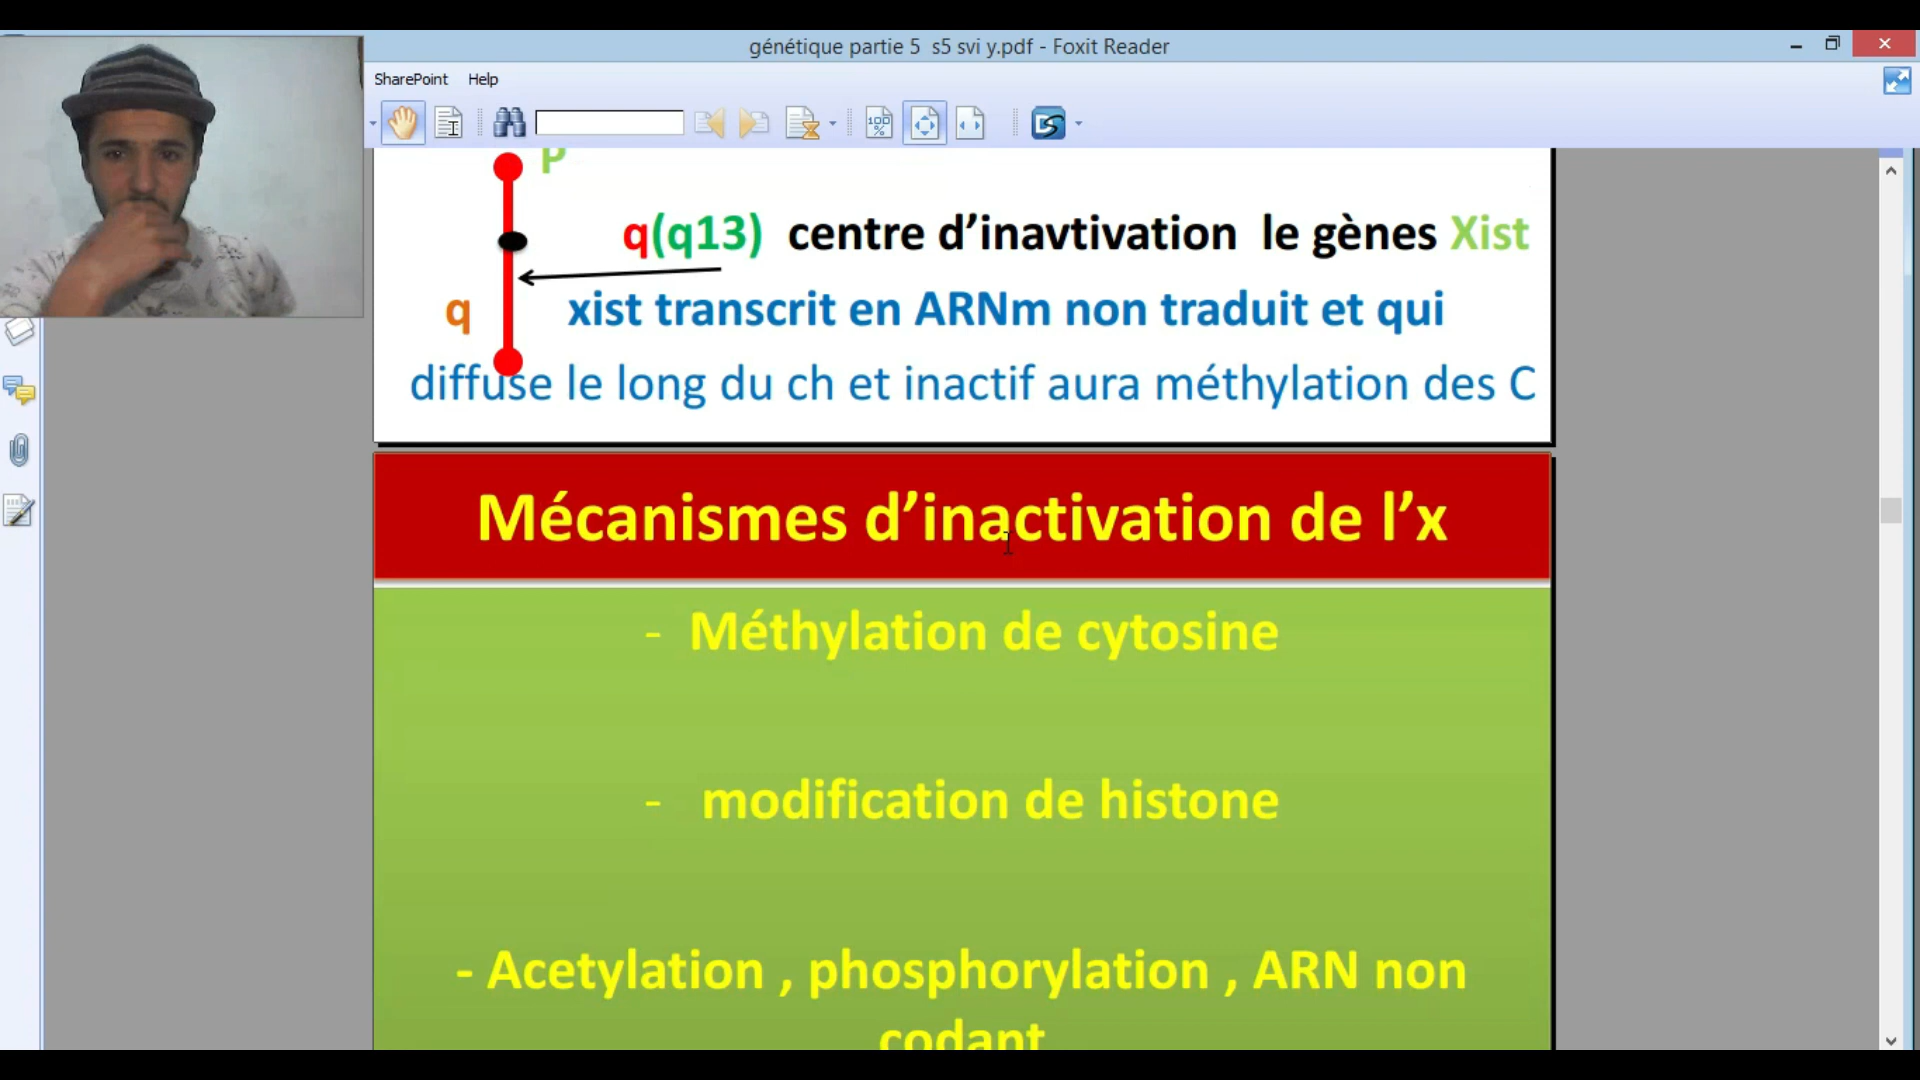 génétique partie 5 s5 svi y.pdf - Foxit Reader
SharePoint Help
100 %
p
q(q13) centre d’inavtivation le gènes Xist
q xist transcrit en ARNm non traduit et qui
diffuse le long du ch et inactif aura méthylation des C
Mécanismes d’inactivation de l’x
- Méthylation de cytosine
- modification de histone
- Acetylation , phosphorylation , ARN non
codant